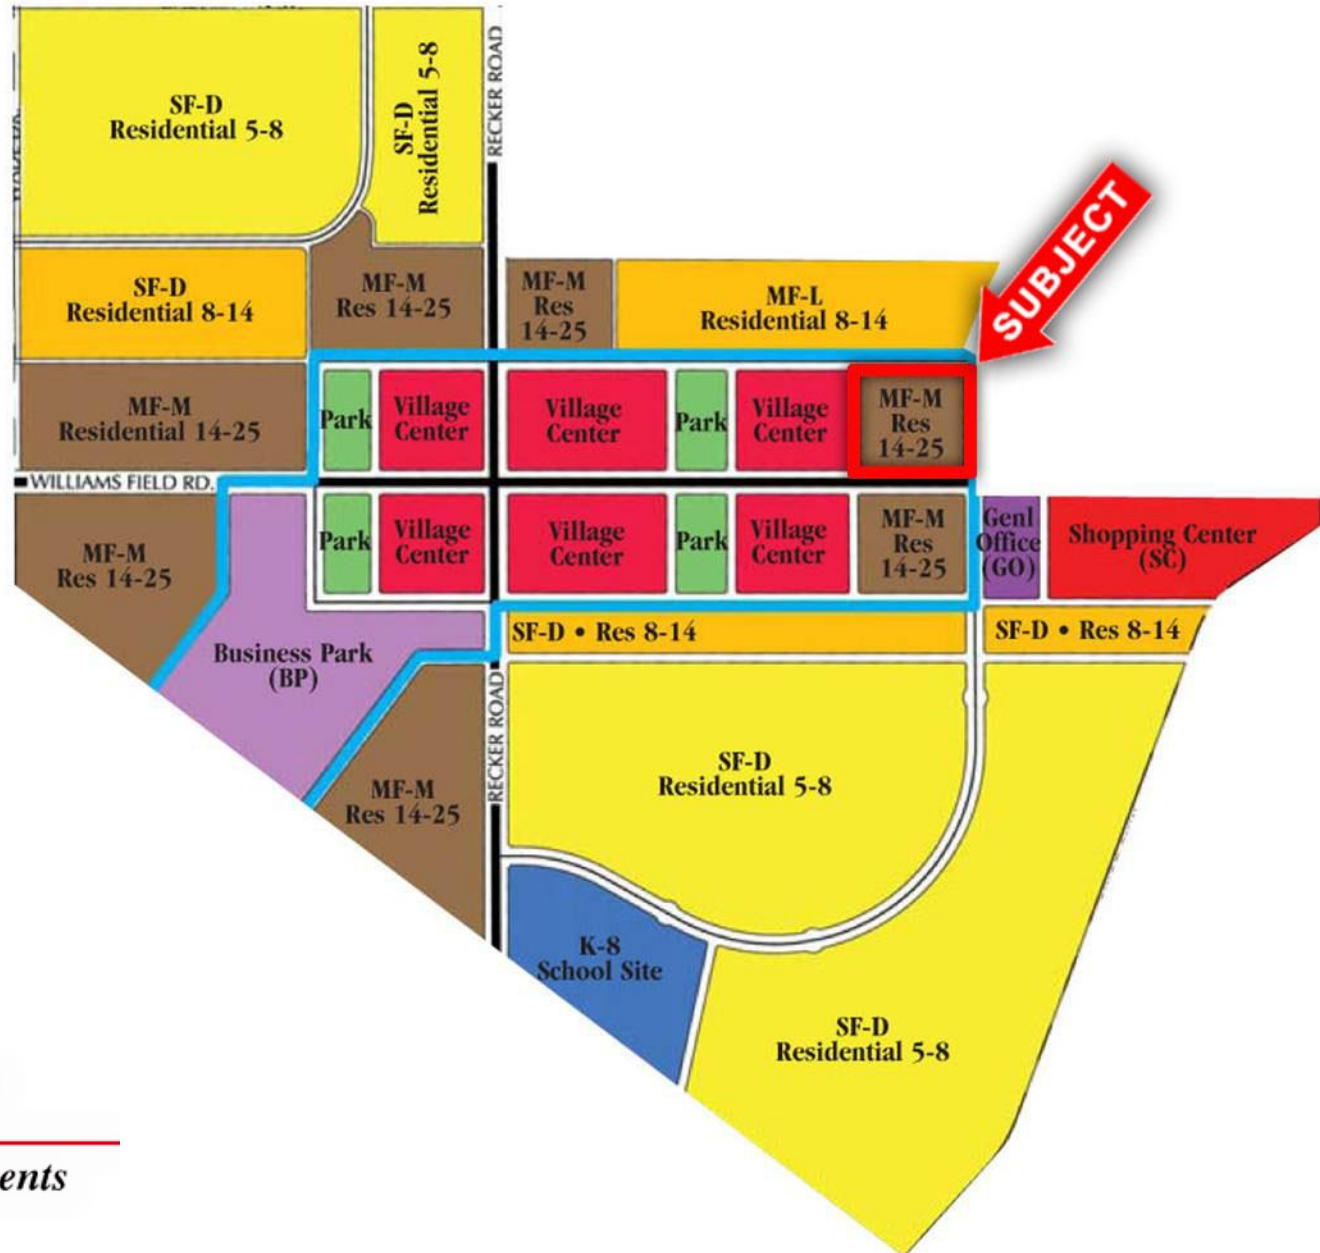 SF-D
Residential 5-8
SF-D
Residential 5-8
RECKER ROAD
SUBJECT
SF-D
Residential 8-14
MF-M
Res 14-25
MF-M
Res
14-25
MF-L
Residential 8-14
MF-M
Residential 14-25
Park
Village
Center
Village
Center
Park
Village
Center
MF-M
Res
14-25
WILLIAMS FIELD RD.
MF-M
Res 14-25
Park
Village
Center
Village
Center
Park
Village
Center
MF-M
Res
14-25
Genl
Office
(GO)
Shopping Center
(SC)
Business Park
(BP)
SF-D • Res 8-14
SF-D • Res 8-14
RECKER ROAD
MF-M
Res 14-25
SF-D
Residential 5-8
K-8
School Site
SF-D
Residential 5-8
ents